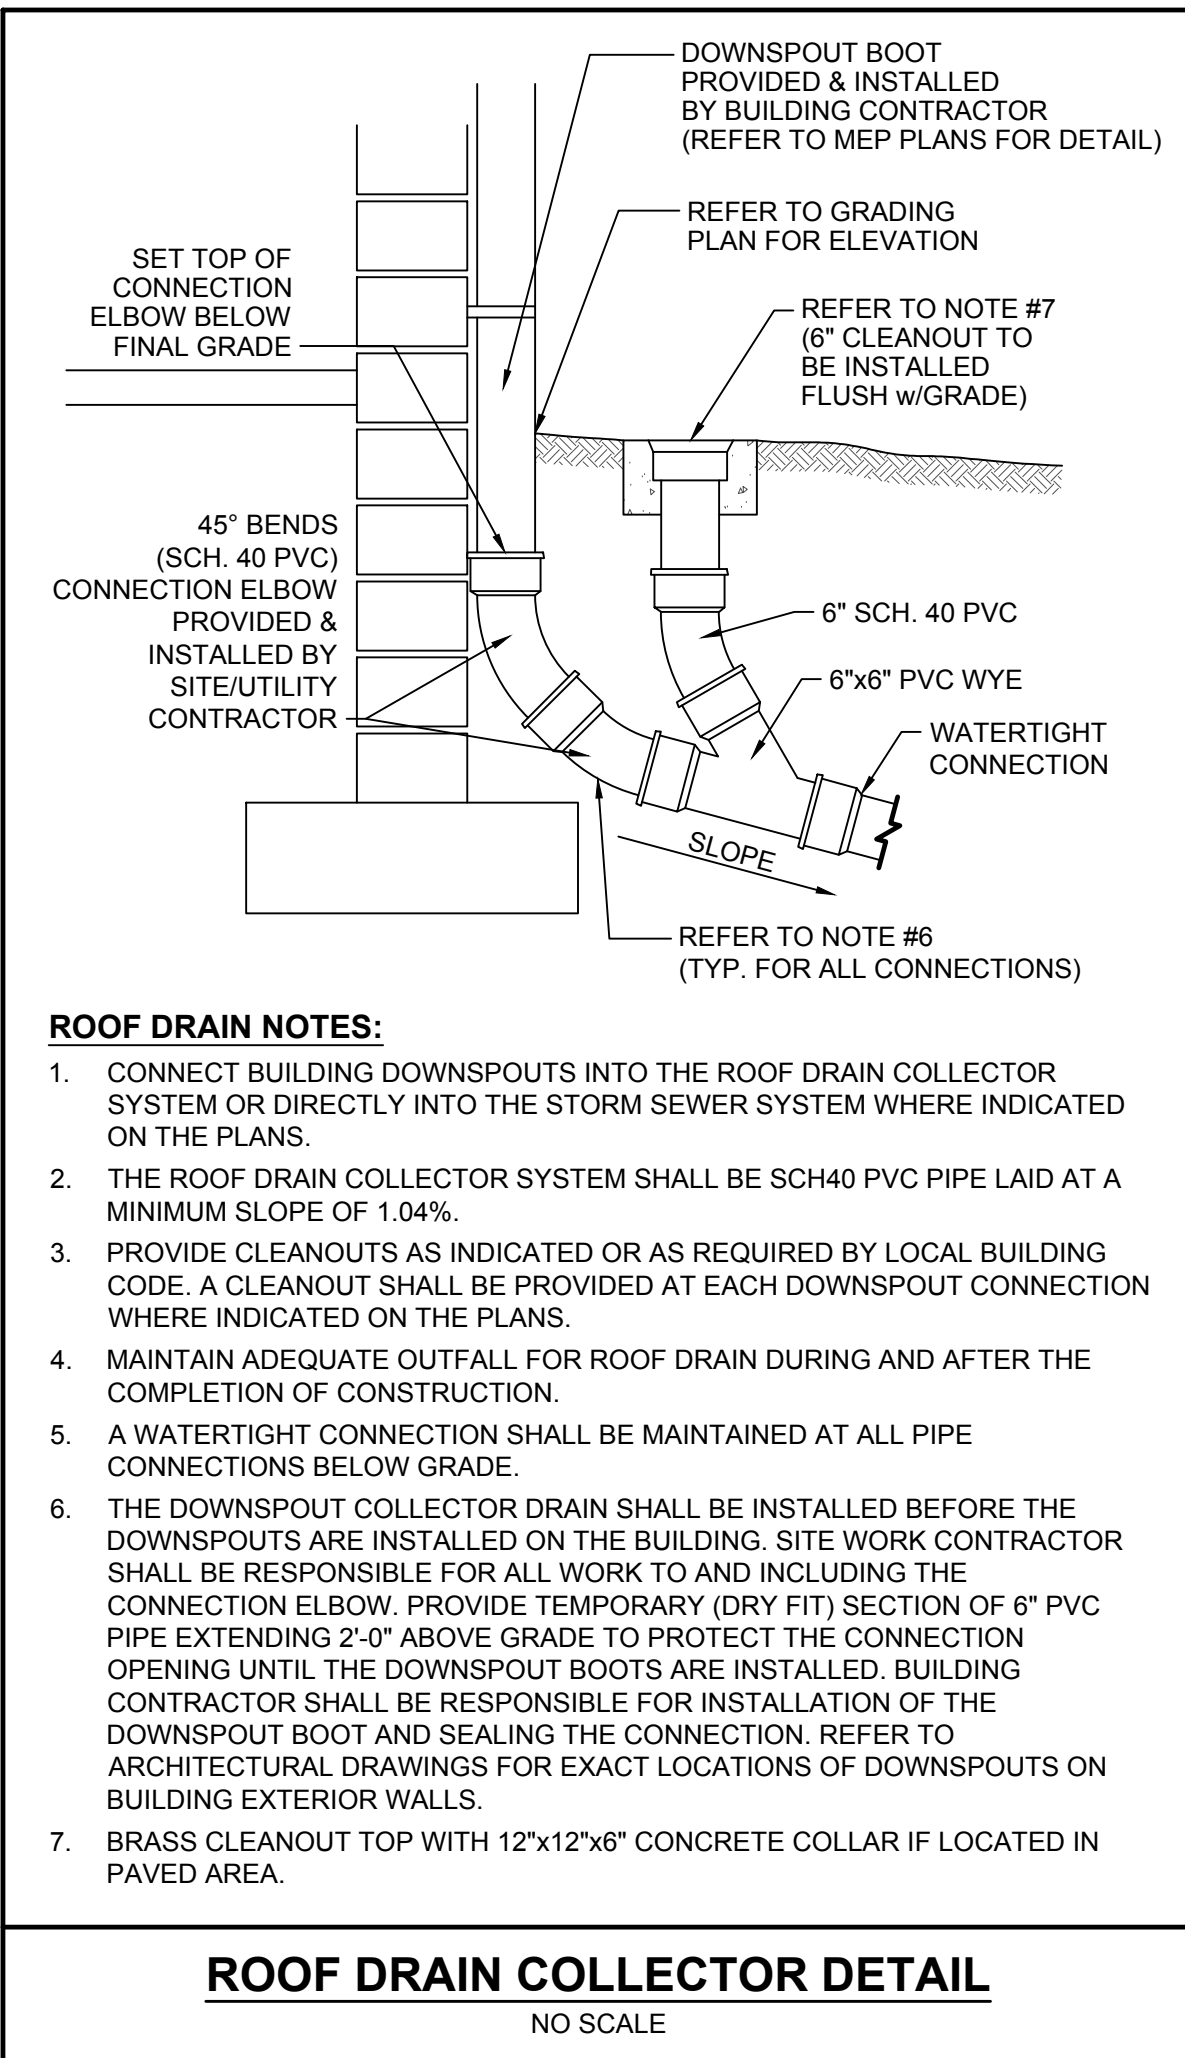 DOWNSPOUT BOOT
PROVIDED & INSTALLED
BY BUILDING CONTRACTOR
(REFER TO MEP PLANS FOR DETAIL)
REFER TO GRADING
PLAN FOR ELEVATION
SET TOP OF
CONNECTION
ELBOW BELOW
FINAL GRADE
REFER TO NOTE #7
(6" CLEANOUT TO
BE INSTALLED
FLUSH w/GRADE)
45° BENDS
(SCH. 40 PVC)
CONNECTION ELBOW
PROVIDED &
INSTALLED BY
SITE/UTILITY
CONTRACTOR
6" SCH. 40 PVC
6"x6" PVC WYE
WATERTIGHT
CONNECTION
SLOPE
REFER TO NOTE #6
(TYP. FOR ALL CONNECTIONS)
ROOF DRAIN NOTES:
1. CONNECT BUILDING DOWNSPOUTS INTO THE ROOF DRAIN COLLECTOR
SYSTEM OR DIRECTLY INTO THE STORM SEWER SYSTEM WHERE INDICATED
ON THE PLANS.
2. THE ROOF DRAIN COLLECTOR SYSTEM SHALL BE SCH40 PVC PIPE LAID AT A
MINIMUM SLOPE OF 1.04%.
3. PROVIDE CLEANOUTS AS INDICATED OR AS REQUIRED BY LOCAL BUILDING
CODE. A CLEANOUT SHALL BE PROVIDED AT EACH DOWNSPOUT CONNECTION
WHERE INDICATED ON THE PLANS.
4. MAINTAIN ADEQUATE OUTFALL FOR ROOF DRAIN DURING AND AFTER THE
COMPLETION OF CONSTRUCTION.
5. A WATERTIGHT CONNECTION SHALL BE MAINTAINED AT ALL PIPE
CONNECTIONS BELOW GRADE.
6. THE DOWNSPOUT COLLECTOR DRAIN SHALL BE INSTALLED BEFORE THE
DOWNSPOUTS ARE INSTALLED ON THE BUILDING. SITE WORK CONTRACTOR
SHALL BE RESPONSIBLE FOR ALL WORK TO AND INCLUDING THE
CONNECTION ELBOW. PROVIDE TEMPORARY (DRY FIT) SECTION OF 6" PVC
PIPE EXTENDING 2'-0" ABOVE GRADE TO PROTECT THE CONNECTION
OPENING UNTIL THE DOWNSPOUT BOOTS ARE INSTALLED. BUILDING
CONTRACTOR SHALL BE RESPONSIBLE FOR INSTALLATION OF THE
DOWNSPOUT BOOT AND SEALING THE CONNECTION. REFER TO
ARCHITECTURAL DRAWINGS FOR EXACT LOCATIONS OF DOWNSPOUTS ON
BUILDING EXTERIOR WALLS.
7. BRASS CLEANOUT TOP WITH 12"x12"x6" CONCRETE COLLAR IF LOCATED IN
PAVED AREA.
ROOF DRAIN COLLECTOR DETAIL
NO SCALE